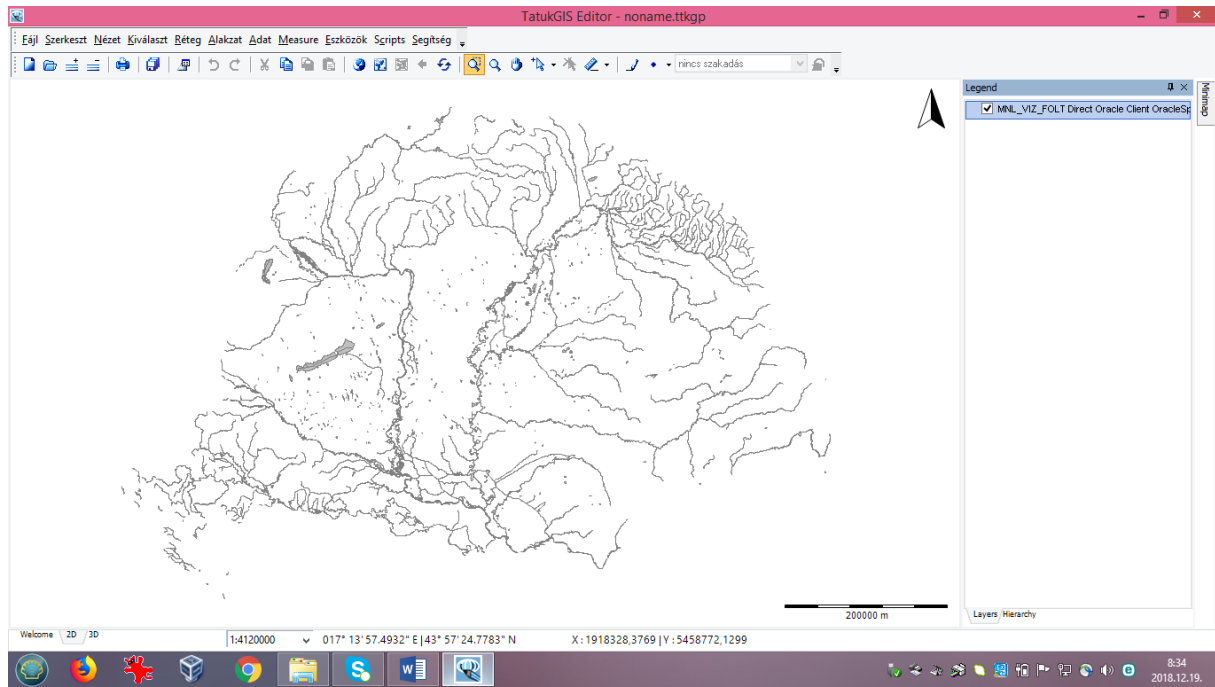 TatukGIS Editor - noname.ttkgp
Fájl Szerkeszt Nézet Kiválaszt Réteg Alakzat Adat Measure Eszközök Scripts Segítség
nincs szakadás
Legend
MNL_VIZ_FOLT Direct Oracle Client OracleSp
Minimap
200000 m
Layers Hierarchy
Welcome 2D 3D
1:4120000 017° 13' 57.4932" E | 43° 57' 24.7783" N X : 1918328,3769 | Y : 5458772,1299
8:34
2018.12.19.